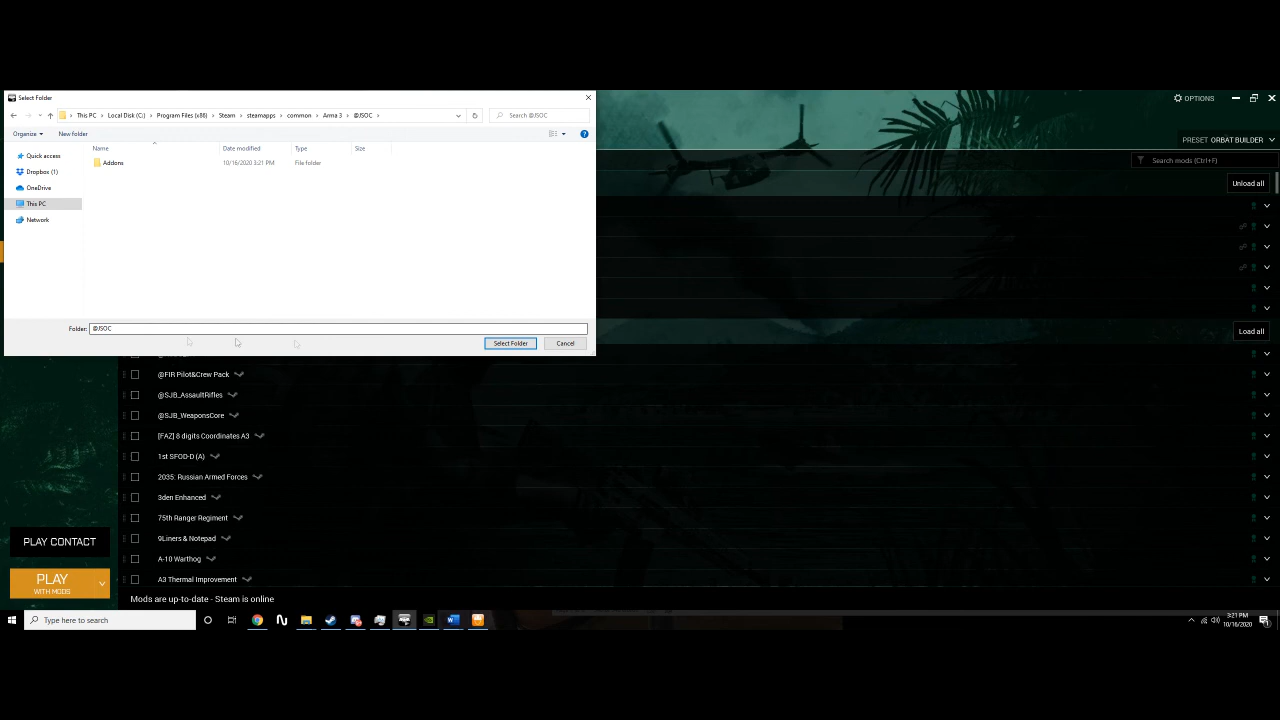 Select Folder
This PC > Local Disk (C:) > Program Files (x86) > Steam > steamapps > common > Arma 3 > @JSOC >
Search @JSOC
Organize
New folder
Name Date modified Type Size
Addons 10/16/2020 3:21 PM File folder
Quick access
Dropbox (1)
OneDrive
This PC
Network
Folder: @JSOC
Select Folder Cancel
OPTIONS
PRESET ORBAT BUILDER
Search mods (Ctrl+F)
Unload all
Load all
@FIR Pilot&Crew Pack
@SJB_AssaultRifles
@SJB_WeaponsCore
[FAZ] 8 digits Coordinates A3
1st SFOD-D (A)
2035: Russian Armed Forces
3den Enhanced
75th Ranger Regiment
9Liners & Notepad
A-10 Warthog
A3 Thermal Improvement
PLAY CONTACT
PLAY
WITH MODS
Mods are up-to-date - Steam is online
Type here to search
3:21 PM
10/16/2020